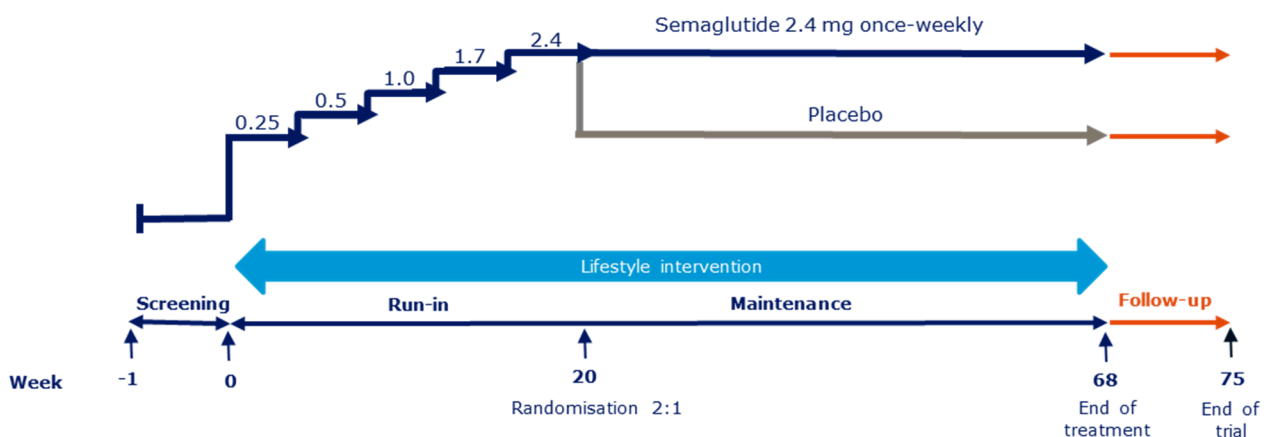 Semaglutide 2.4 mg once-weekly
2.4
1.7
1.0
0.5
0.25
Placebo
Lifestyle intervention
Screening
Run-in
Maintenance
Follow-up
Week
-1
0
20
68
75
Randomisation 2:1
End of
treatment
End of
trial